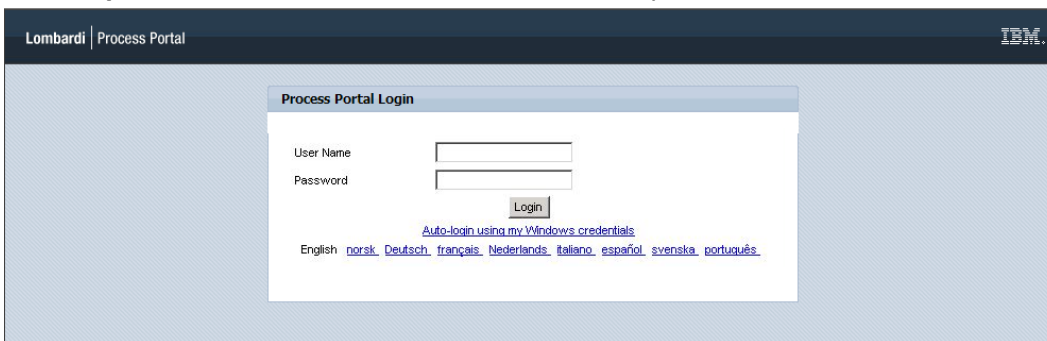 Lombardi | Process Portal
IBM.
Process Portal Login
User Name
Password
Login
Auto-login using my Windows credentials
English norsk Deutsch français Nederlands italiano español svenska português